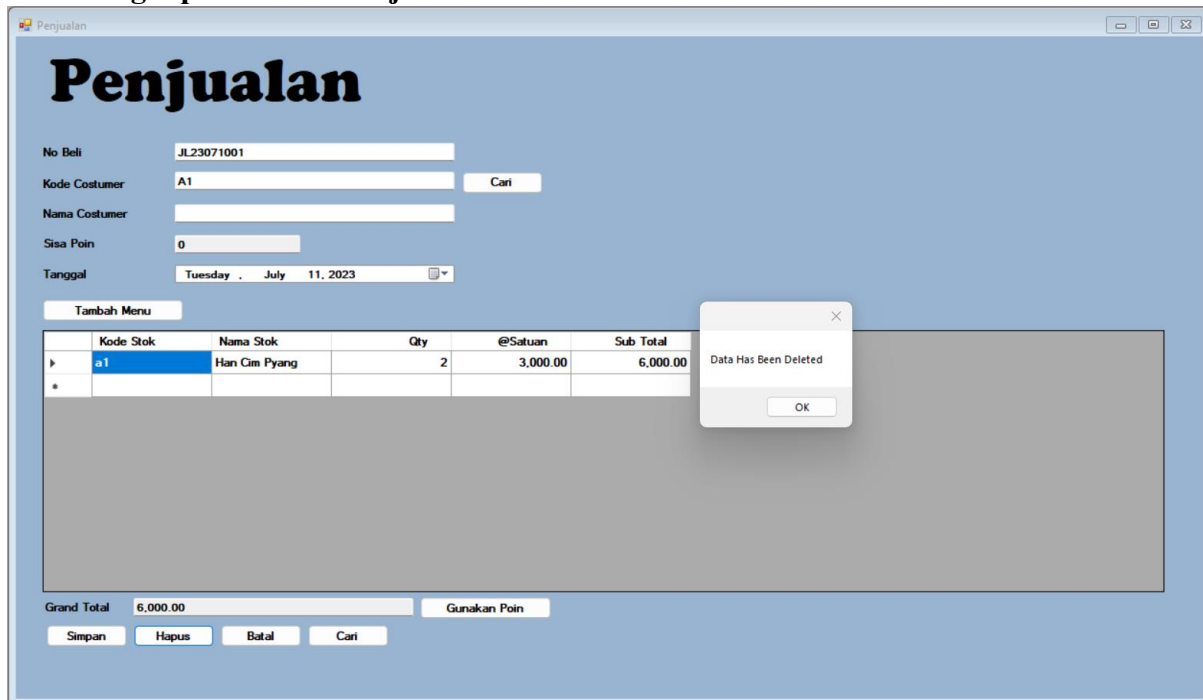 Penjualan
Penjualan
No Beli JL23071001
Kode Costumer A1 Cari
Nama Costumer
Sisa Poin 0
Tanggal Tuesday , July 11, 2023
Tambah Menu
Kode Stok Nama Stok Qty @Satuan Sub Total
a1 Han Cim Pyang 2 3,000.00 6,000.00
Data Has Been Deleted
OK
Grand Total 6,000.00 Gunakan Poin
Simpan Hapus Batal Cari